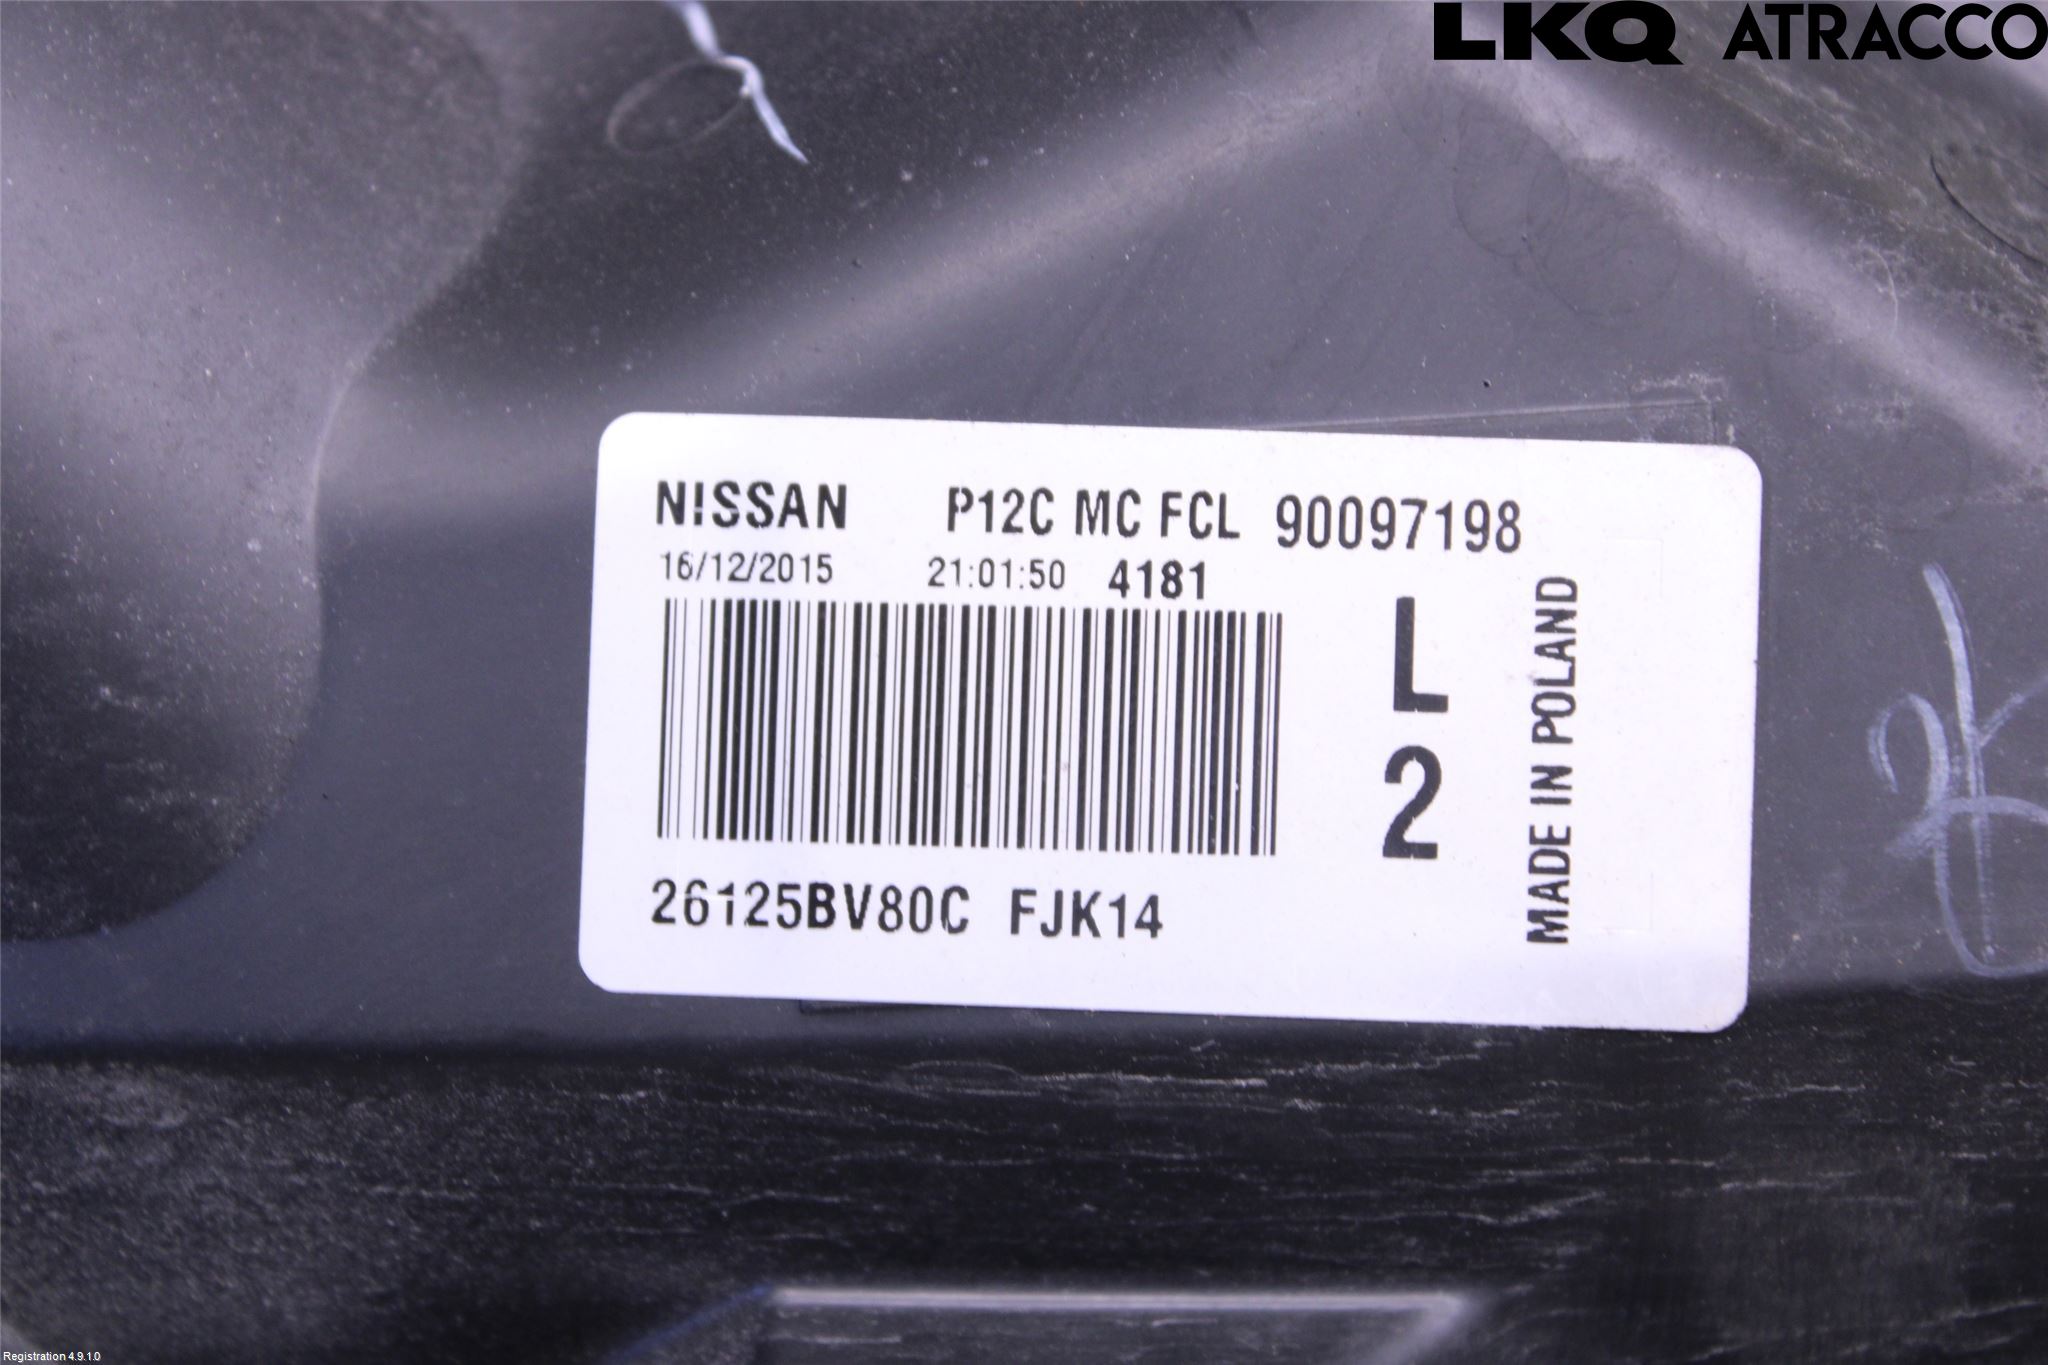 LKQ ATRACCO
NISSAN P12C MC FCL 90097198
16/12/2015 21:01:50 4181
L
2
MADE IN POLAND
26125BV80C FJK14
Registration 4.9.1.0